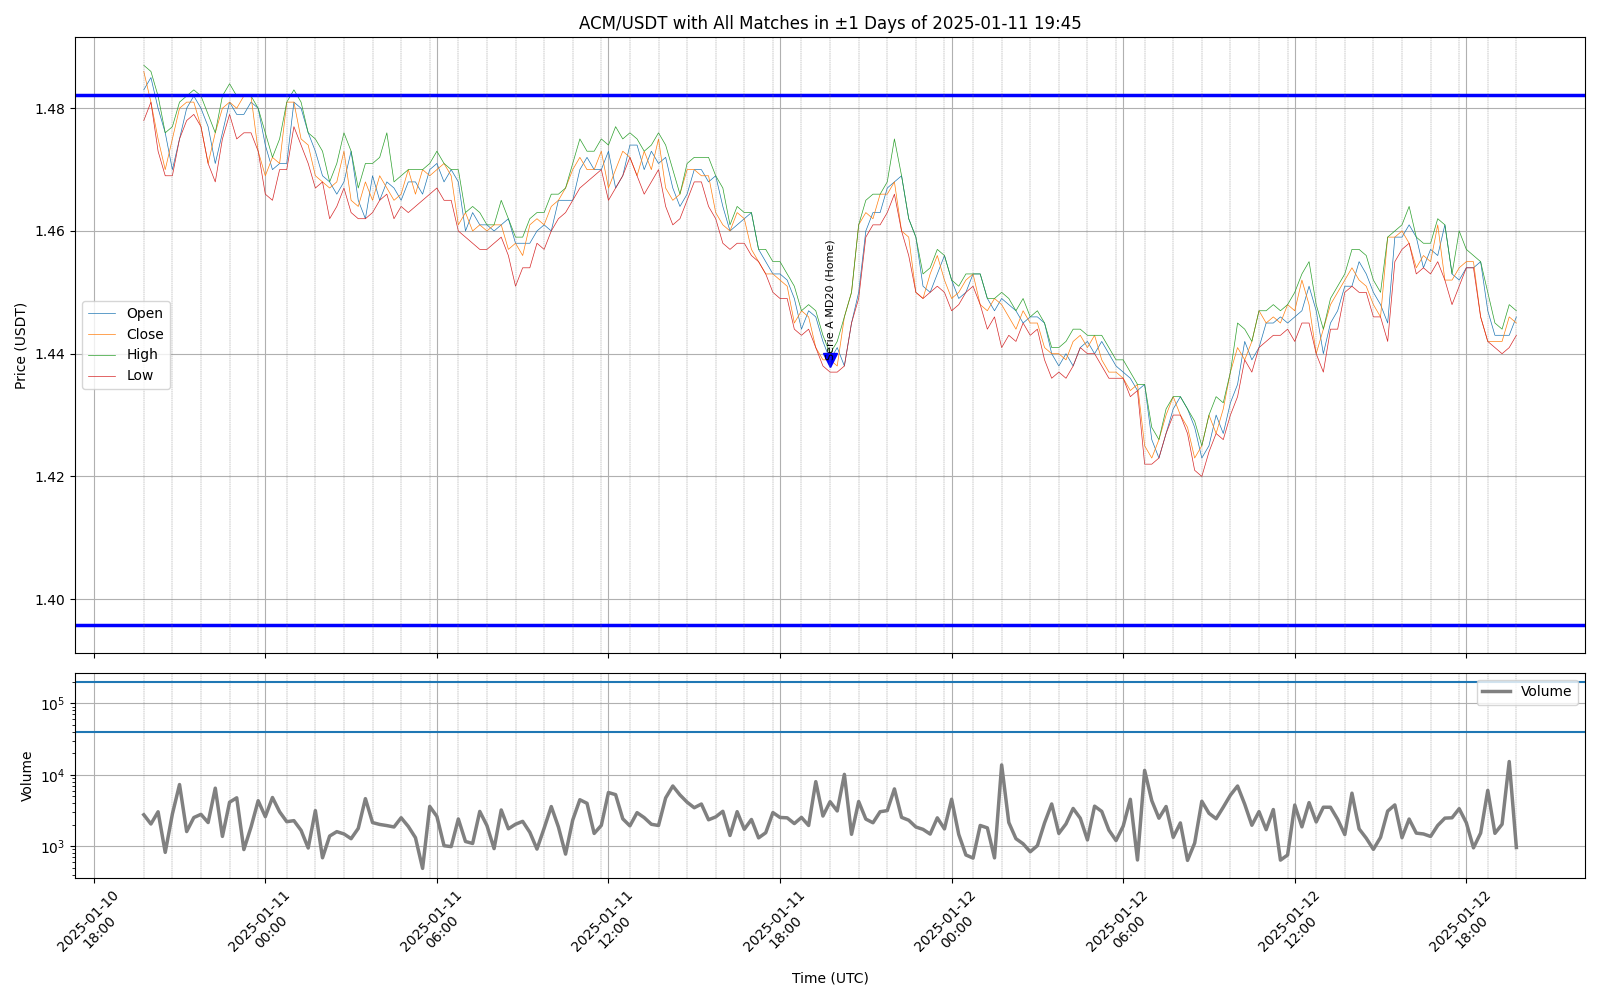 ACM/USDT with All Matches in ±1 Days of 2025-01-11 19:45
Price (USDT)
1.48
1.46
1.44
1.42
1.40
Open
Close
High
Low
Serie A MD20 (Home)
Volume
10^5
10^4
10^3
Volume
2025-01-10
18:00
2025-01-11
00:00
2025-01-11
06:00
2025-01-11
12:00
2025-01-11
18:00
2025-01-12
00:00
2025-01-12
06:00
2025-01-12
12:00
2025-01-12
18:00
Time (UTC)